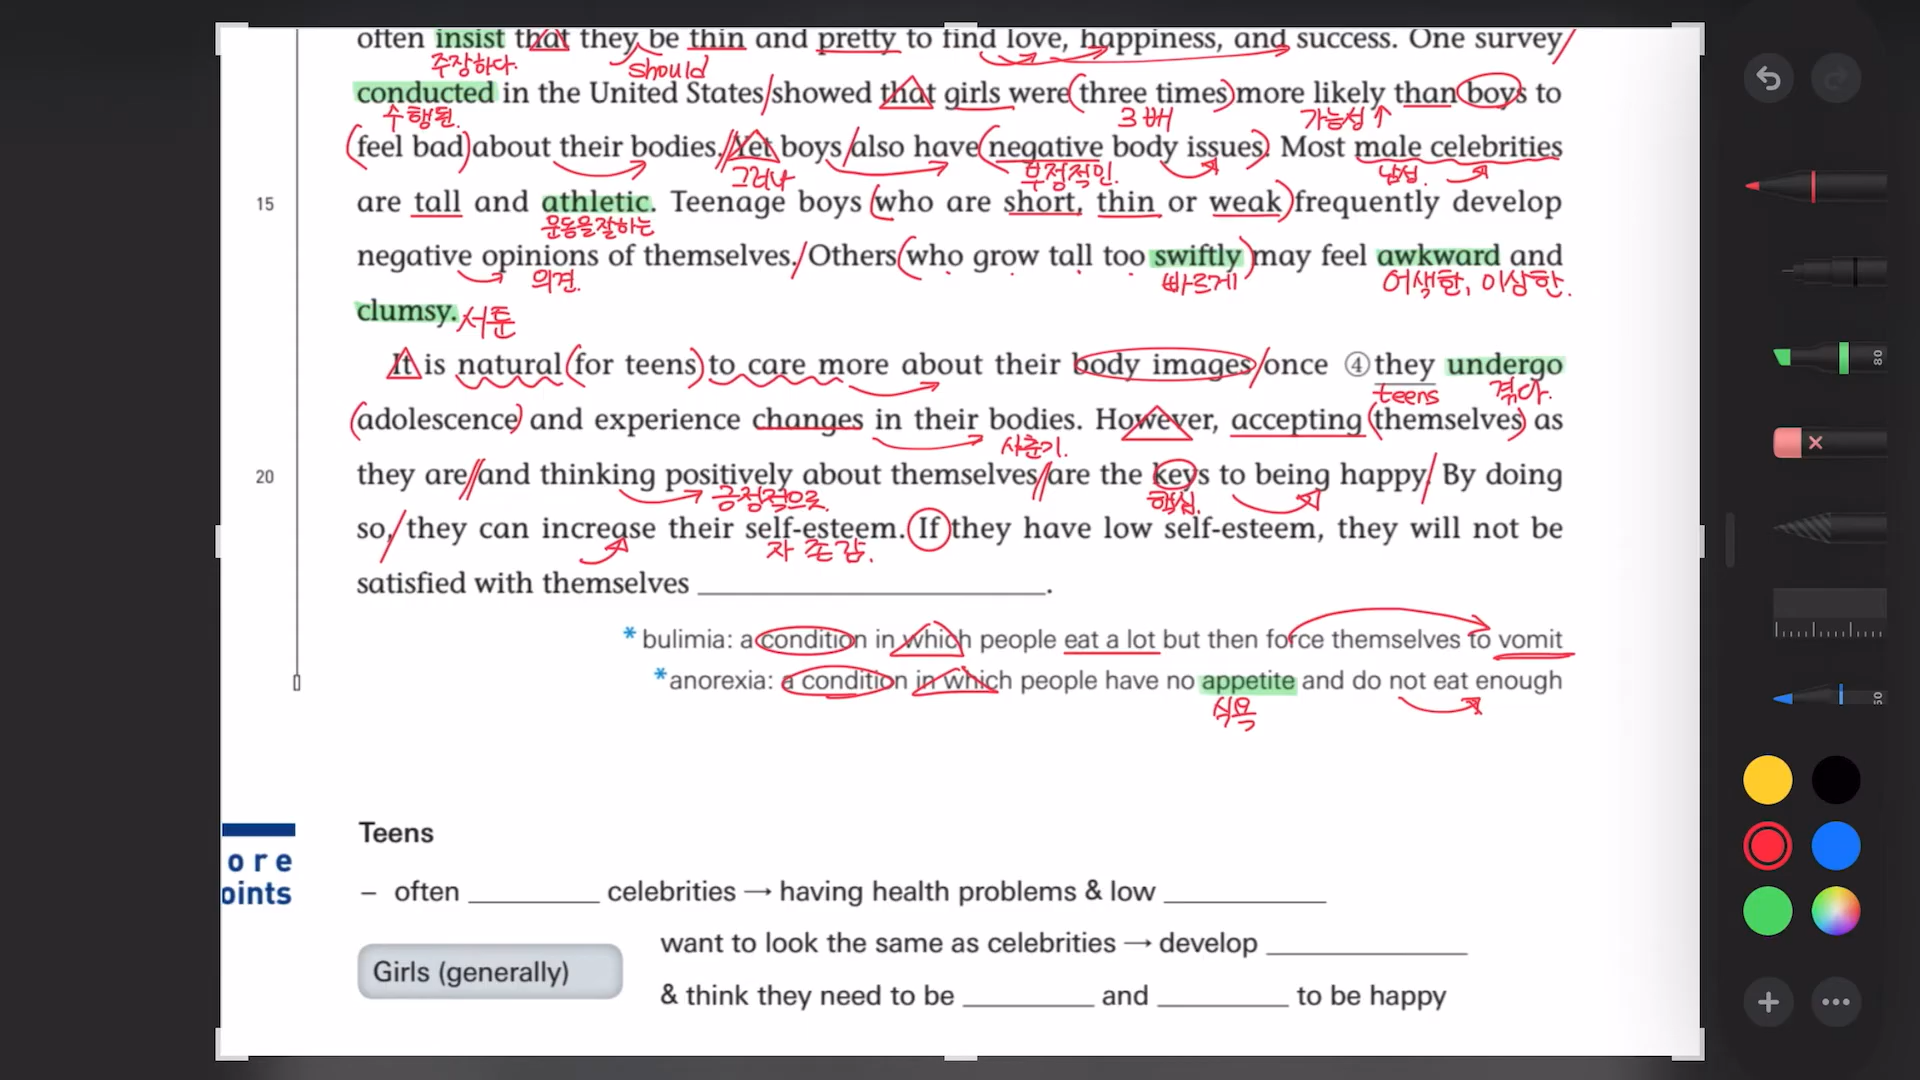 often insist that they be thin and pretty to find love, happiness, and success. One survey
주장하다. should
conducted in the United States showed that girls were three times more likely than boys to
수행된. 3배 가능성↑
feel bad about their bodies. Yet boys also have negative body issues. Most male celebrities
그러나 부정적인. 남성.
15 are tall and athletic. Teenage boys who are short, thin or weak frequently develop
운동을잘하는
negative opinions of themselves. Others who grow tall too swiftly may feel awkward and
의견. 빠르게 어색한, 이상한.
clumsy. 서툰
It is natural for teens to care more about their body images once ④ they undergo
teens 겪다.
adolescence and experience changes in their bodies. However, accepting themselves as
사춘기.
20 they are and thinking positively about themselves are the keys to being happy. By doing
긍정적으로. 핵심.
so, they can increase their self-esteem. If they have low self-esteem, they will not be
자존감.
satisfied with themselves ____________________.
* bulimia: a condition in which people eat a lot but then force themselves to vomit
* anorexia: a condition in which people have no appetite and do not eat enough
식욕
ore
oints
Teens
– often ________ celebrities → having health problems & low __________
Girls (generally)
want to look the same as celebrities → develop ____________
& think they need to be ________ and ________ to be happy
80
50